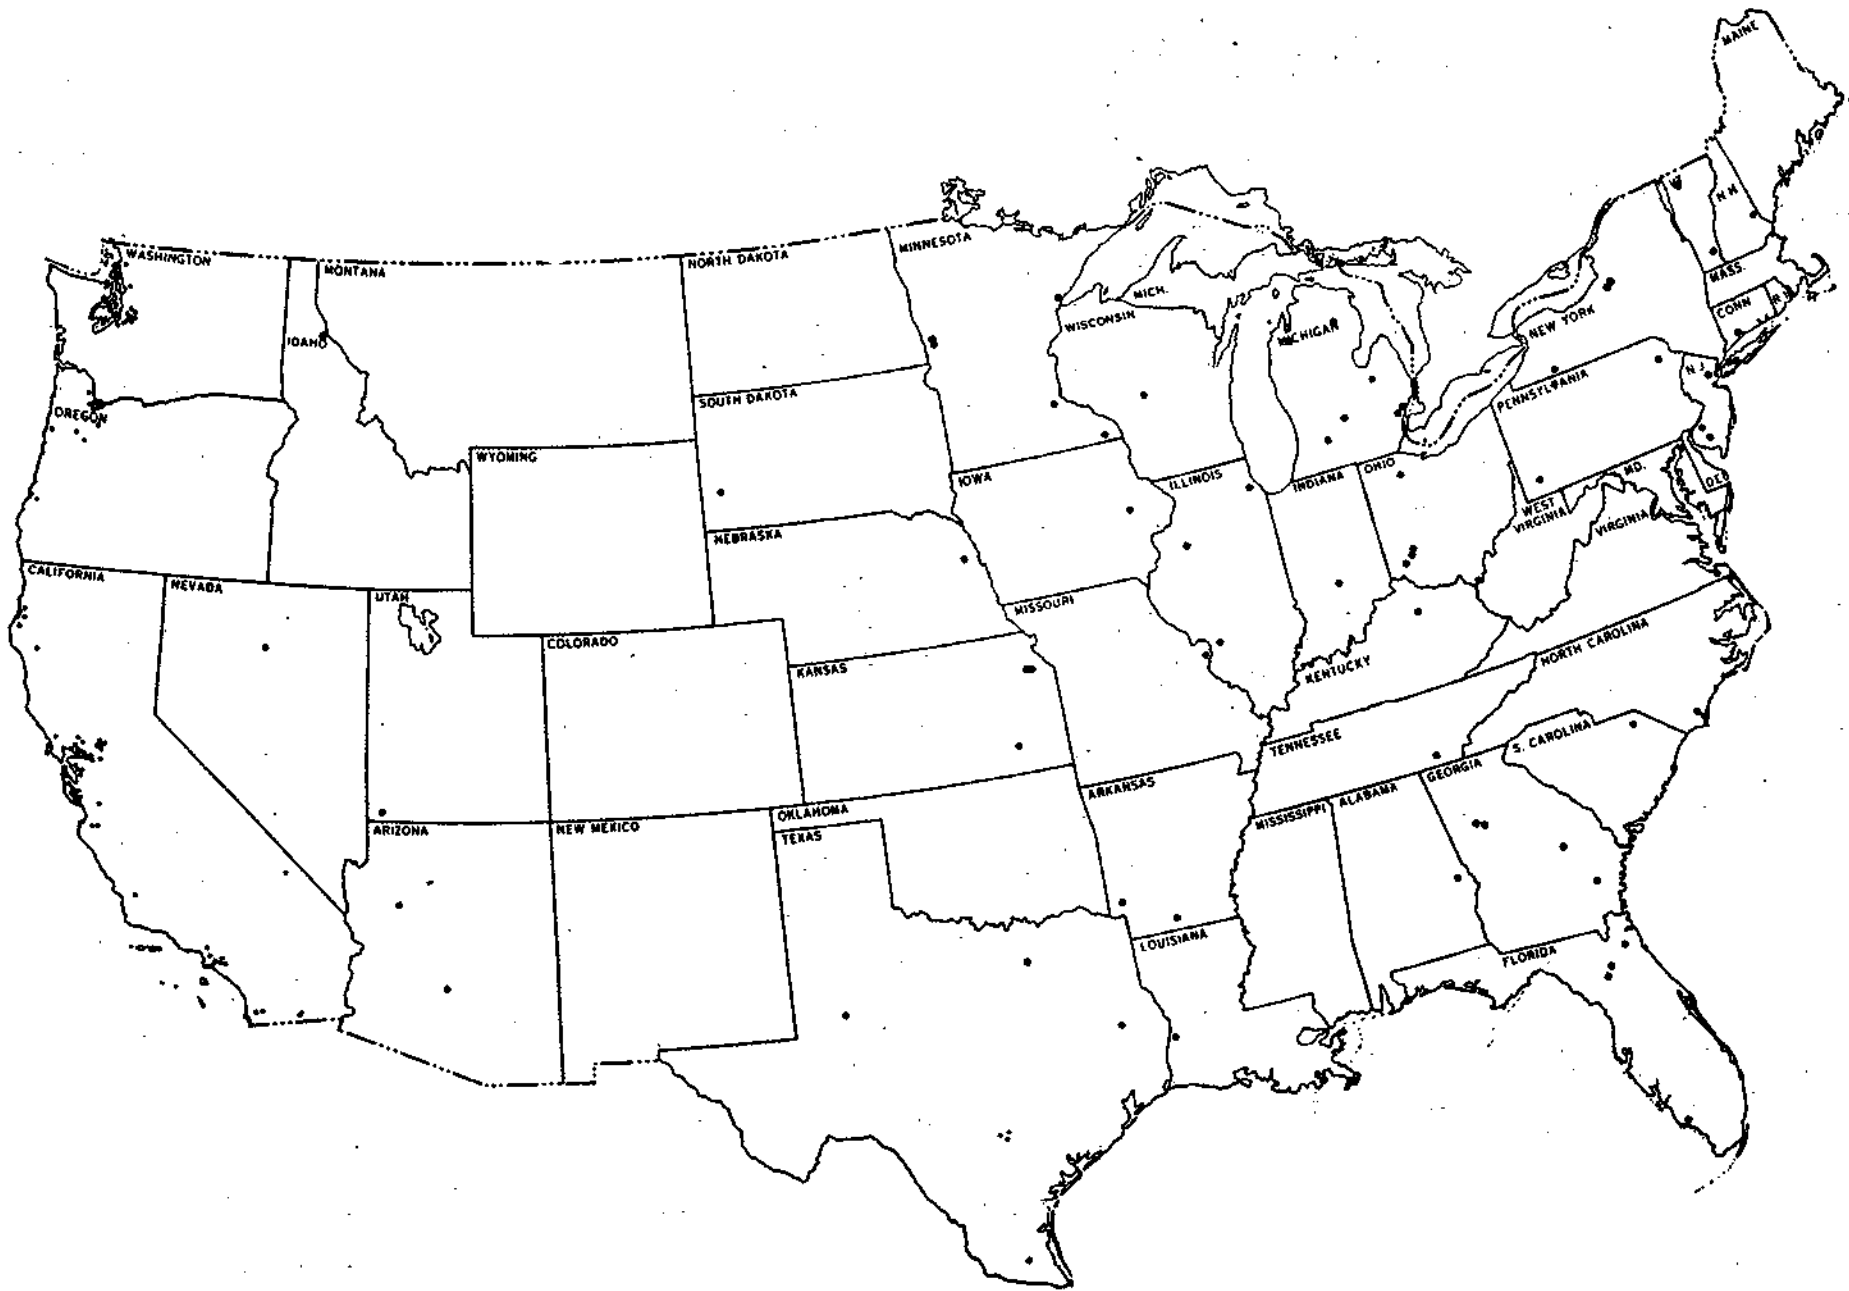 MAINE
N H
WASHINGTON
MONTANA
NORTH DAKOTA
MINNESOTA
MASS.
MICH.
WISCONSIN
CONN
R I
IDAHO
MICHIGAN
NEW YORK
N J
OREGON
SOUTH DAKOTA
PENNSYLVANIA
WYOMING
IOWA
ILLINOIS
INDIANA
OHIO
MD.
DEL
WEST
VIRGINIA
VIRGINIA
NEBRASKA
CALIFORNIA
NEVADA
UTAH
MISSOURI
COLORADO
KANSAS
KENTUCKY
NORTH CAROLINA
TENNESSEE
S. CAROLINA
ARKANSAS
GEORGIA
MISSISSIPPI
ALABAMA
ARIZONA
NEW MEXICO
OKLAHOMA
TEXAS
LOUISIANA
FLORIDA